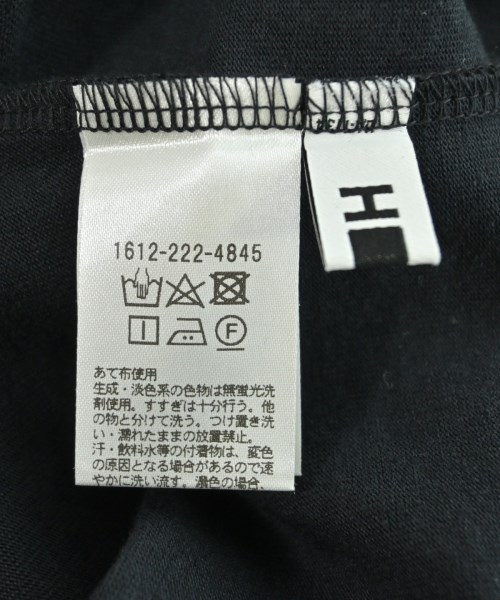 1612-222-4845
F
あて布使用
生成・淡色系の色物は無蛍光洗
剤使用。すすぎは十分行う。他
の物と分けて洗う。つけ置き洗
い・濡れたままの放置禁止。
汗・飲料水等の付着物は、変色
の原因となる場合があるので速
やかに洗い流す。濃色の場合、
H